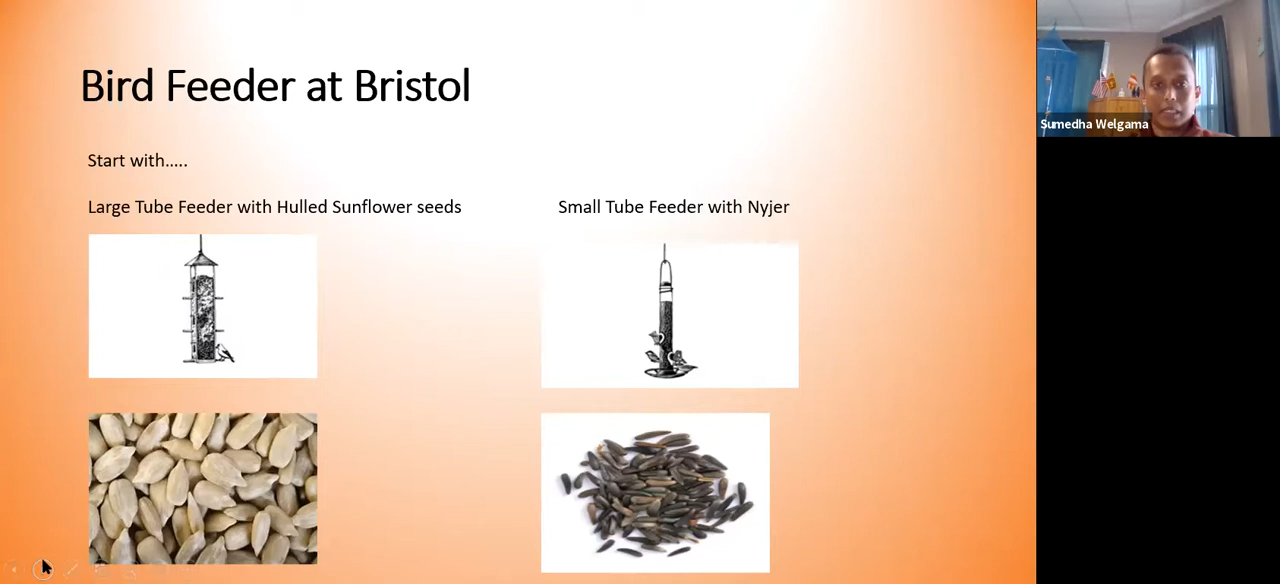 Bird Feeder at Bristol
Sumedha Welgama
Start with.....
Large Tube Feeder with Hulled Sunflower seeds
Small Tube Feeder with Nyjer